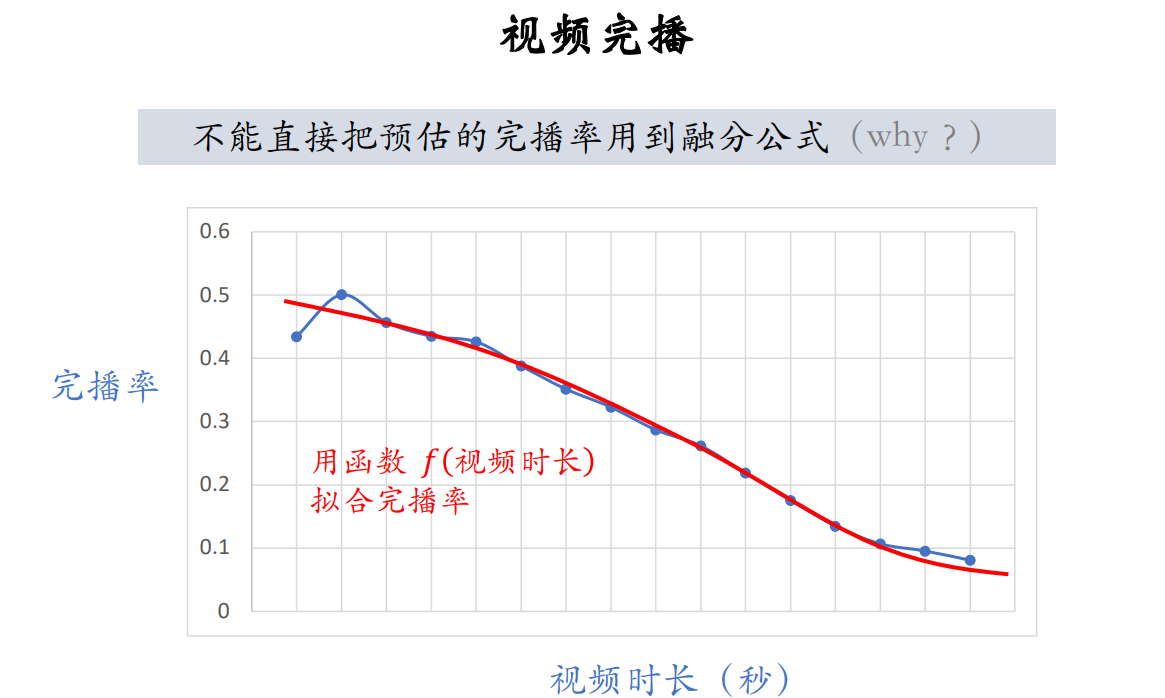 视频完播
不能直接把预估的完播率用到融分公式（why ? ）
0.6
0.5
0.4
完播率
0.3
用函数 f(视频时长)
拟合完播率
0.2
0.1
0
视频时长（秒）